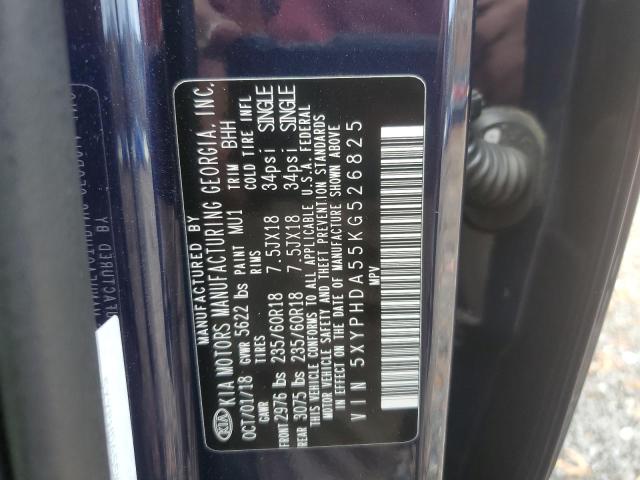 MANUFACTURED BY
KIA KIA MOTORS MANUFACTURING GEORGIA, INC.
OCT/01/18 GVWR 5622 lbs PAINT MU1 TRIM BHH
GAWR TIRES RIMS COLD TIRE INFL
FRONT 2976 lbs 235/60R18 7.5JX18 34psi SINGLE
REAR 3075 lbs 235/60R18 7.5JX18 34psi SINGLE
THIS VEHICLE CONFORMS TO ALL APPLICABLE U.S.A. FEDERAL
MOTOR VEHICLE SAFETY AND THEFT PREVENTION STANDARDS
IN EFFECT ON THE DATE OF MANUFACTURE SHOWN ABOVE
VIN 5XYPHDA55KG526825
MPV